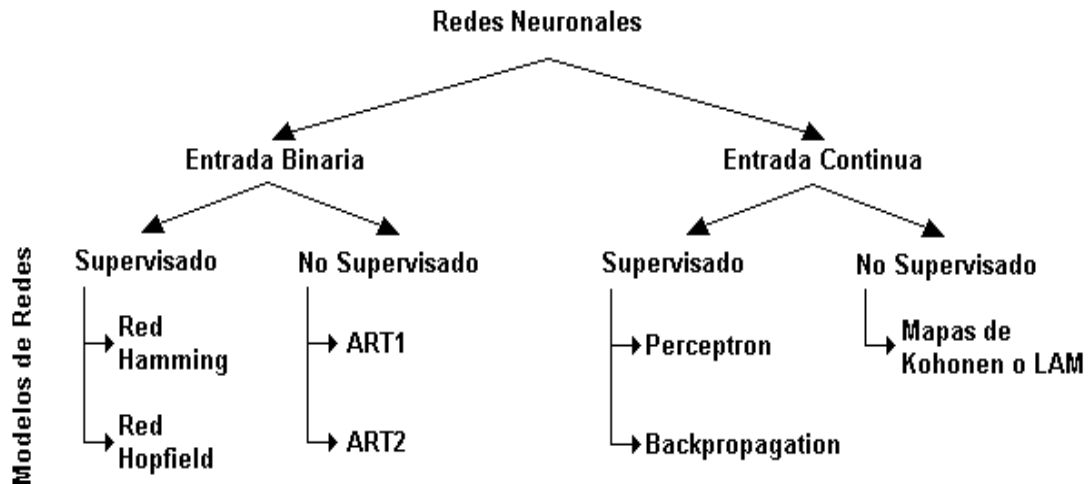 Redes Neuronales
Entrada Binaria
Entrada Continua
Modelos de Redes
Supervisado
No Supervisado
Supervisado
No Supervisado
Red
Hamming
Red
Hopfield
ART1
ART2
Perceptron
Backpropagation
Mapas de
Kohonen o LAM